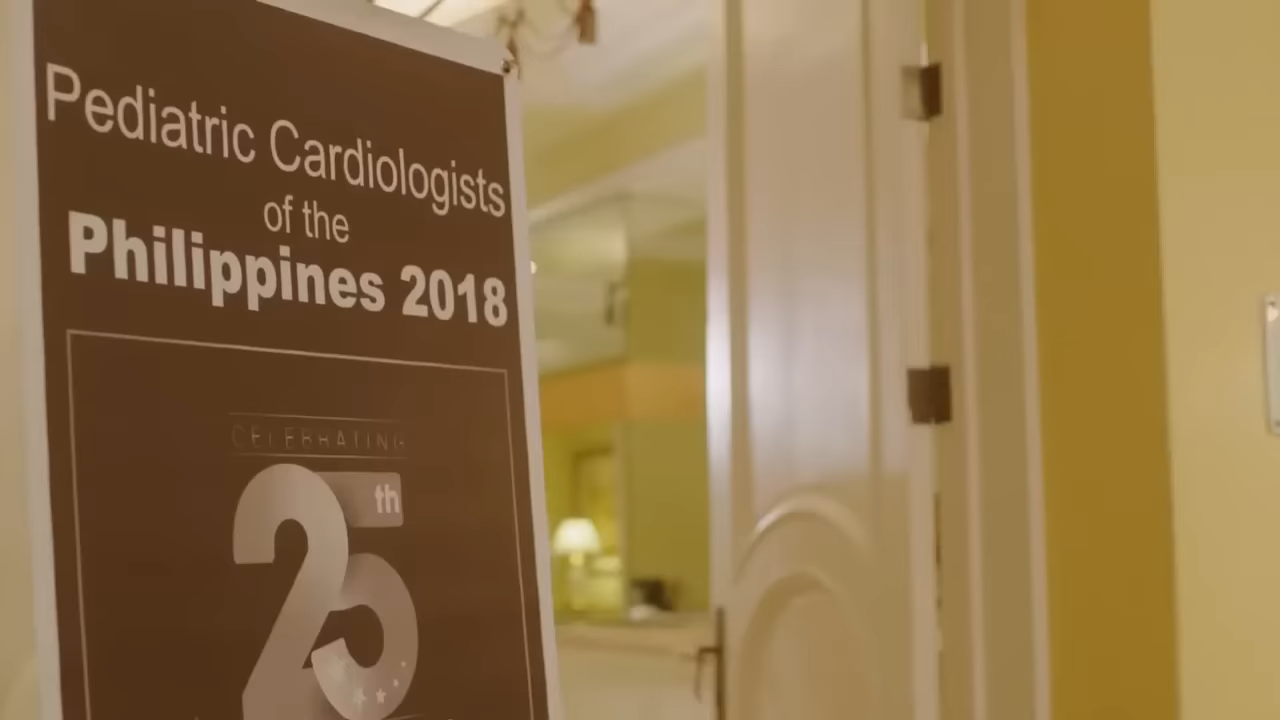 Pediatric Cardiologists
of the
Philippines 2018
CELEBRATING
25th